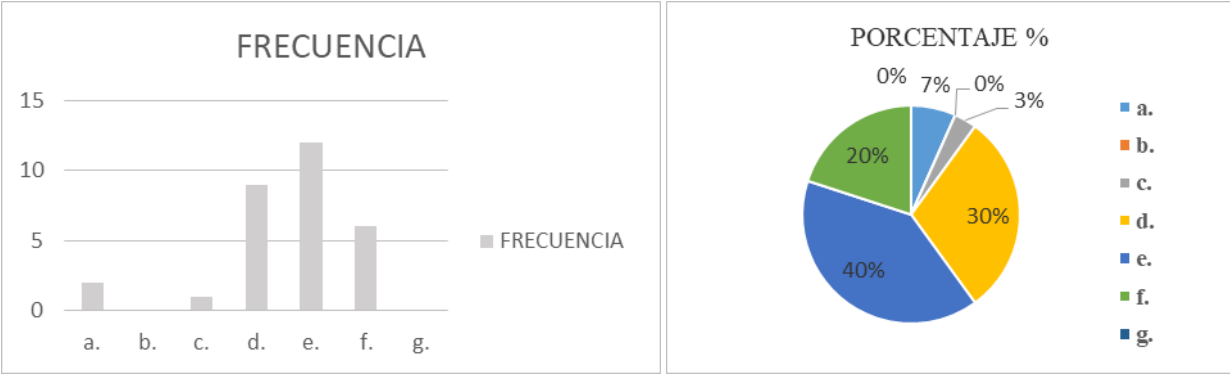 FRECUENCIA
15
10
5
0
a. b. c. d. e. f. g.
FRECUENCIA
PORCENTAJE %
0% 7% 0%
3%
20%
30%
40%
a.
b.
c.
d.
e.
f.
g.